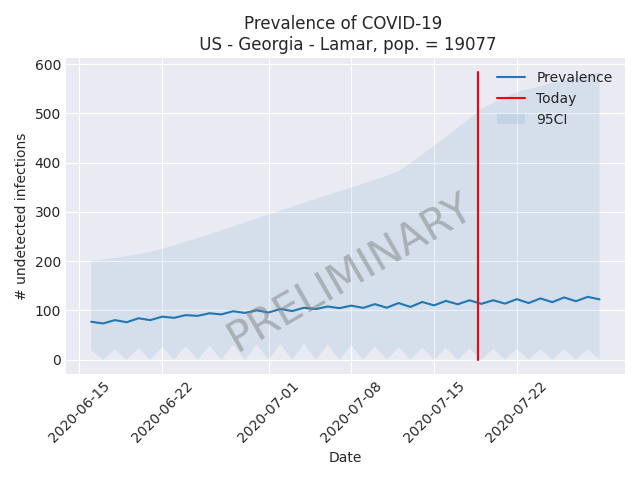 Prevalence of COVID-19
US - Georgia - Lamar, pop. = 19077
Prevalence
Today
95CI
PRELIMINARY
# undetected infections
600
500
400
300
200
100
0
2020-06-15
2020-06-22
2020-07-01
2020-07-08
2020-07-15
2020-07-22
Date